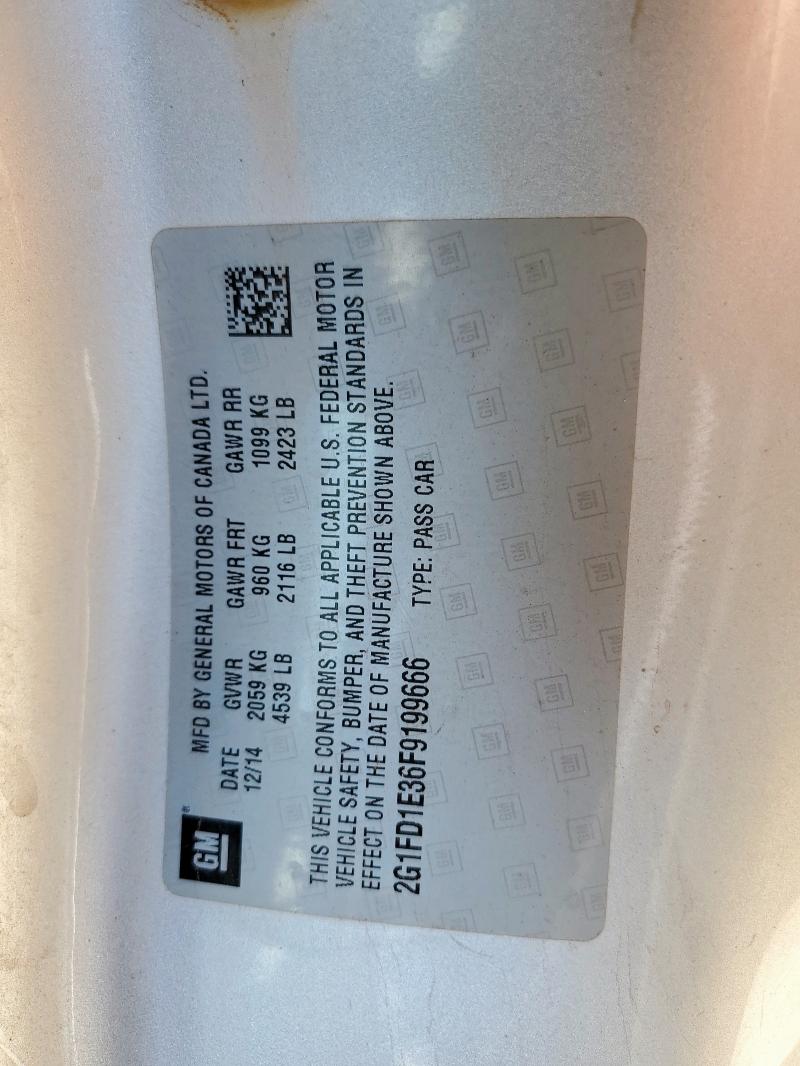 GM®
MFD BY GENERAL MOTORS OF CANADA LTD.
DATE GVWR GAWR FRT GAWR RR
12/14 2059 KG 960 KG 1099 KG
4539 LB 2116 LB 2423 LB
THIS VEHICLE CONFORMS TO ALL APPLICABLE U.S. FEDERAL MOTOR
VEHICLE SAFETY, BUMPER, AND THEFT PREVENTION STANDARDS IN
EFFECT ON THE DATE OF MANUFACTURE SHOWN ABOVE.
2G1FD1E36F9199666 TYPE: PASS CAR